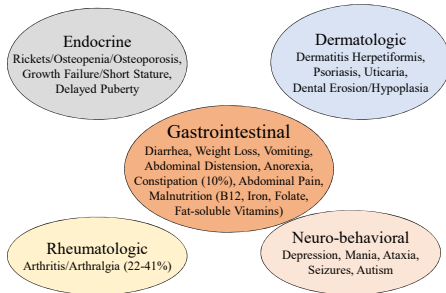 Endocrine
Rickets/Osteopenia/Osteoporosis,
Growth Failure/Short Stature,
Delayed Puberty
Dermatologic
Dermatitis Herpetiformis,
Psoriasis, Uticaria,
Dental Erosion/Hypoplasia
Gastrointestinal
Diarrhea, Weight Loss, Vomiting,
Abdominal Distension, Anorexia,
Constipation (10%), Abdominal Pain,
Malnutrition (B12, Iron, Folate,
Fat-soluble Vitamins)
Rheumatologic
Arthritis/Arthralgia (22-41%)
Neuro-behavioral
Depression, Mania, Ataxia,
Seizures, Autism